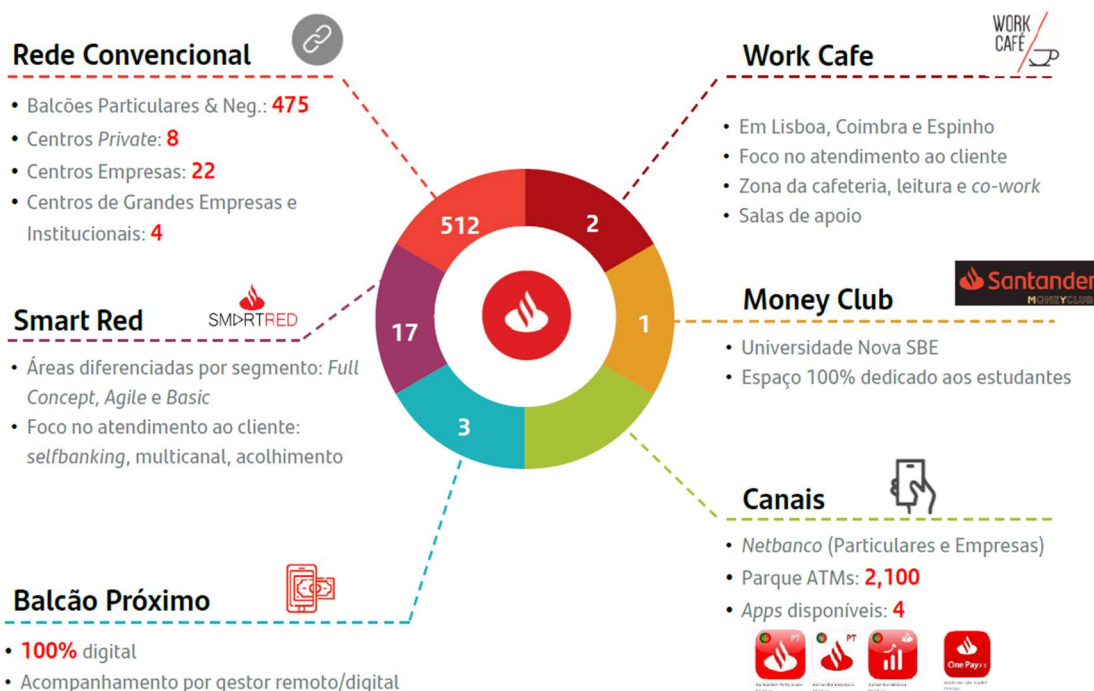 Rede Convencional
• Balcões Particulares & Neg.: 475
• Centros Private: 8
• Centros Empresas: 22
• Centros de Grandes Empresas e
Institucionais: 4
WORK
CAFÉ
Work Cafe
• Em Lisboa, Coimbra e Espinho
• Foco no atendimento ao cliente
• Zona da cafeteria, leitura e co-work
• Salas de apoio
512
2
17
1
3
Smart Red
SMARTRED
• Áreas diferenciadas por segmento: Full
Concept, Agile e Basic
• Foco no atendimento ao cliente:
selfbanking, multicanal, acolhimento
Santander
MONEYCLUB
Money Club
• Universidade Nova SBE
• Espaço 100% dedicado aos estudantes
Balcão Próximo
• 100% digital
• Acompanhamento por gestor remoto/digital
Canais
• Netbanco (Particulares e Empresas)
• Parque ATMs: 2,100
• Apps disponíveis: 4
PT
PT
One Pay FX